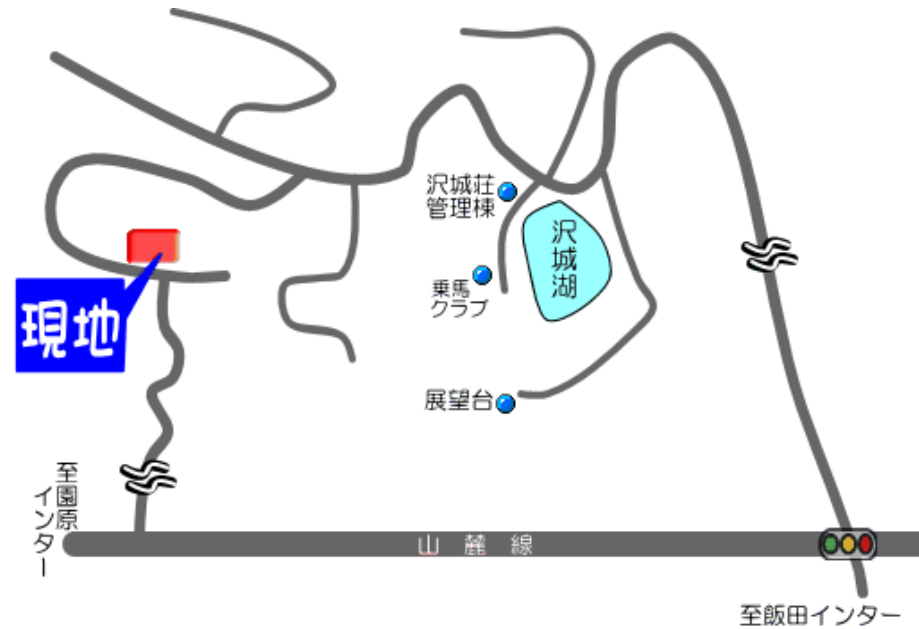 沢城荘
管理棟
沢城湖
乗馬
クラブ
現地
展望台
至園原
インター
山麓線
至飯田インター